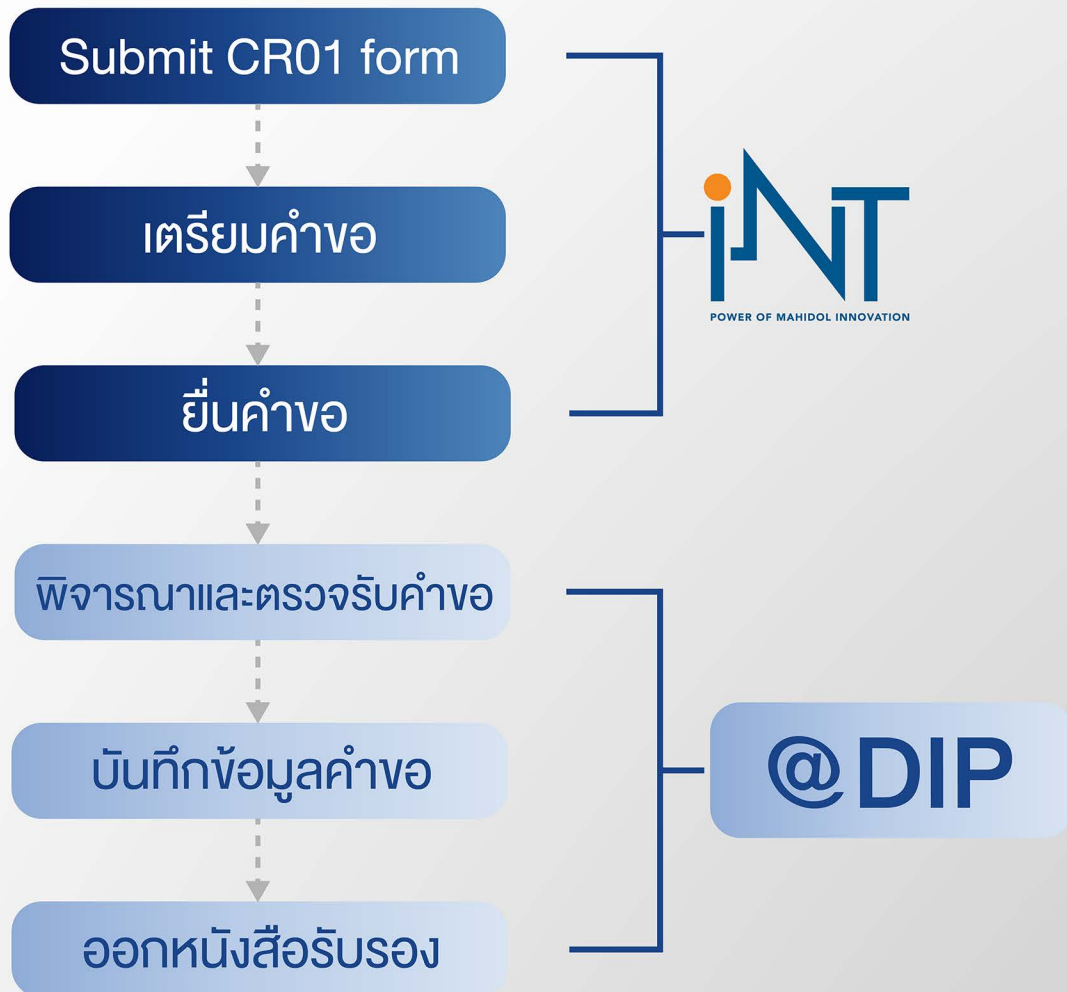 Submit CR01 form
เตรียมคำขอ
iNT
POWER OF MAHIDOL INNOVATION
ยื่นคำขอ
พิจารณาและตรวจรับคำขอ
บันทึกข้อมูลคำขอ
@DIP
ออกหนังสือรับรอง